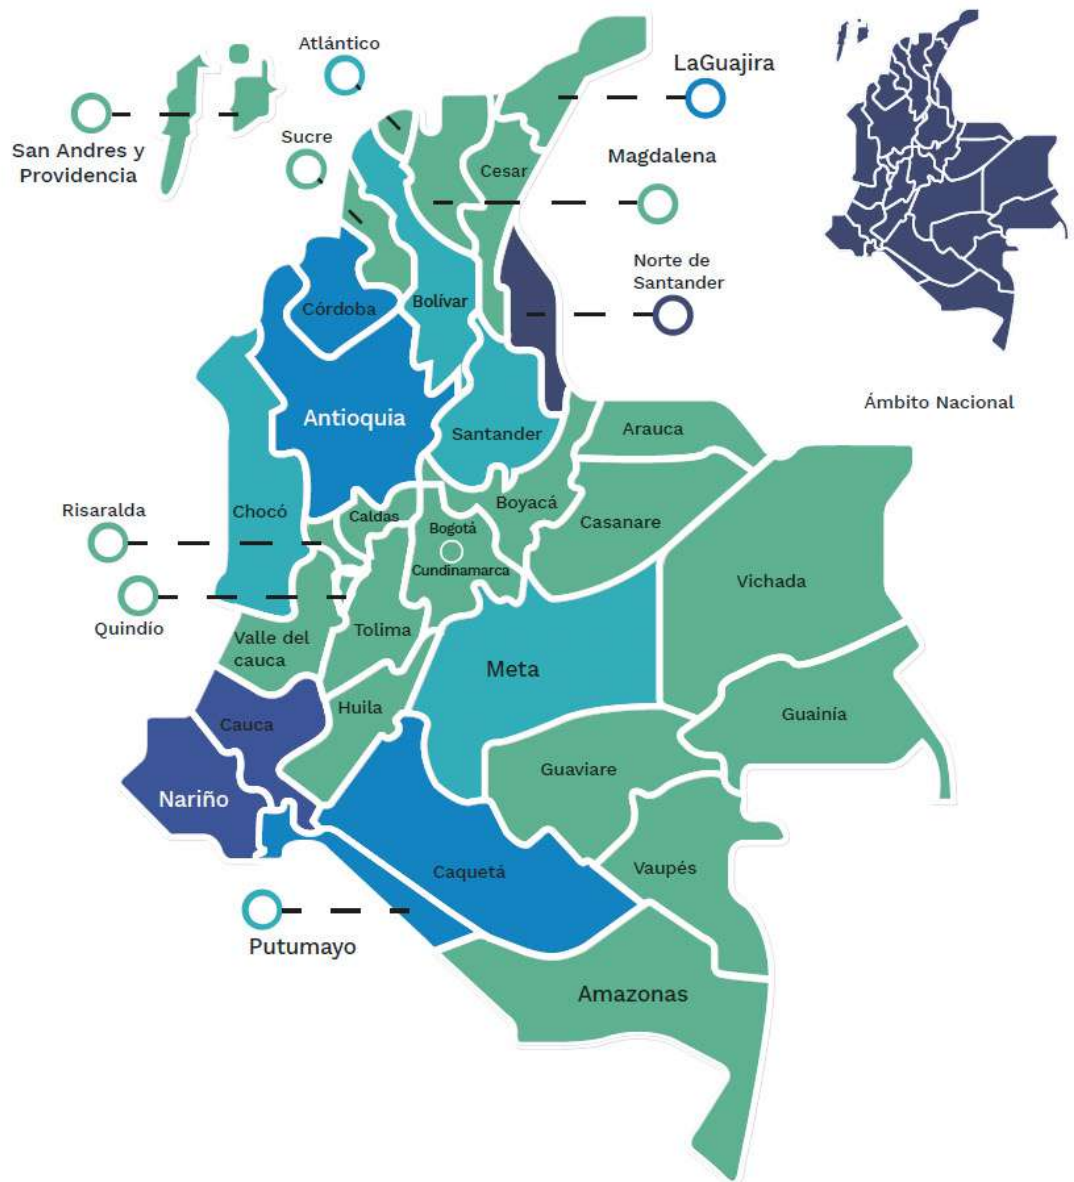 Atlántico
LaGuajira
San Andres y
Providencia
Sucre
Magdalena
Cesar
Norte de
Santander
Bolívar
Córdoba
Ámbito Nacional
Antioquia
Santander
Arauca
Risaralda
Chocó
Caldas
Boyacá
Casanare
Bogotá
Cundinamarca
Vichada
Quindío
Tolima
Valle del
cauca
Meta
Huila
Guainía
Cauca
Guaviare
Nariño
Caquetá
Vaupés
Putumayo
Amazonas